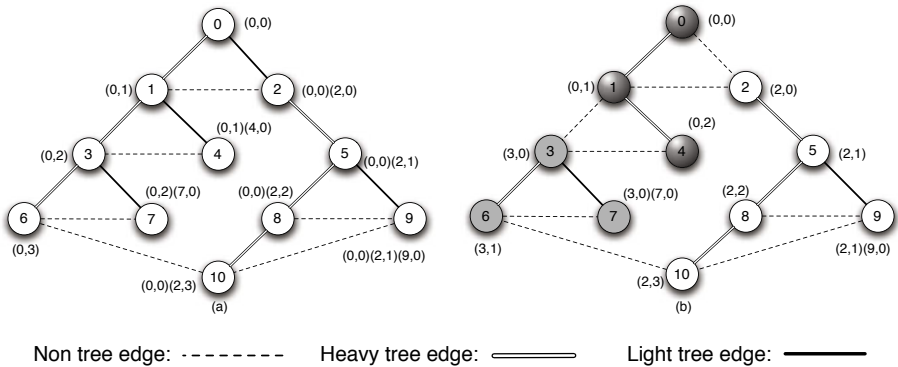 0 (0,0)
(0,1) 1 2 (0,0)(2,0)
(0,1)(4,0)
(0,2) 3 4 5 (0,0)(2,1)
(0,2)(7,0) (0,0)(2,2)
6 7 8 9
(0,3) (0,0)(2,1)(9,0)
(0,0)(2,3) 10
(a)
0 (0,0)
(0,1) 1 2 (2,0)
(0,2)
(3,0) 3 4 5 (2,1)
(3,0)(7,0) (2,2)
6 7 8 9
(3,1) (2,1)(9,0)
(2,3) 10
(b)
Non tree edge: Heavy tree edge: Light tree edge: